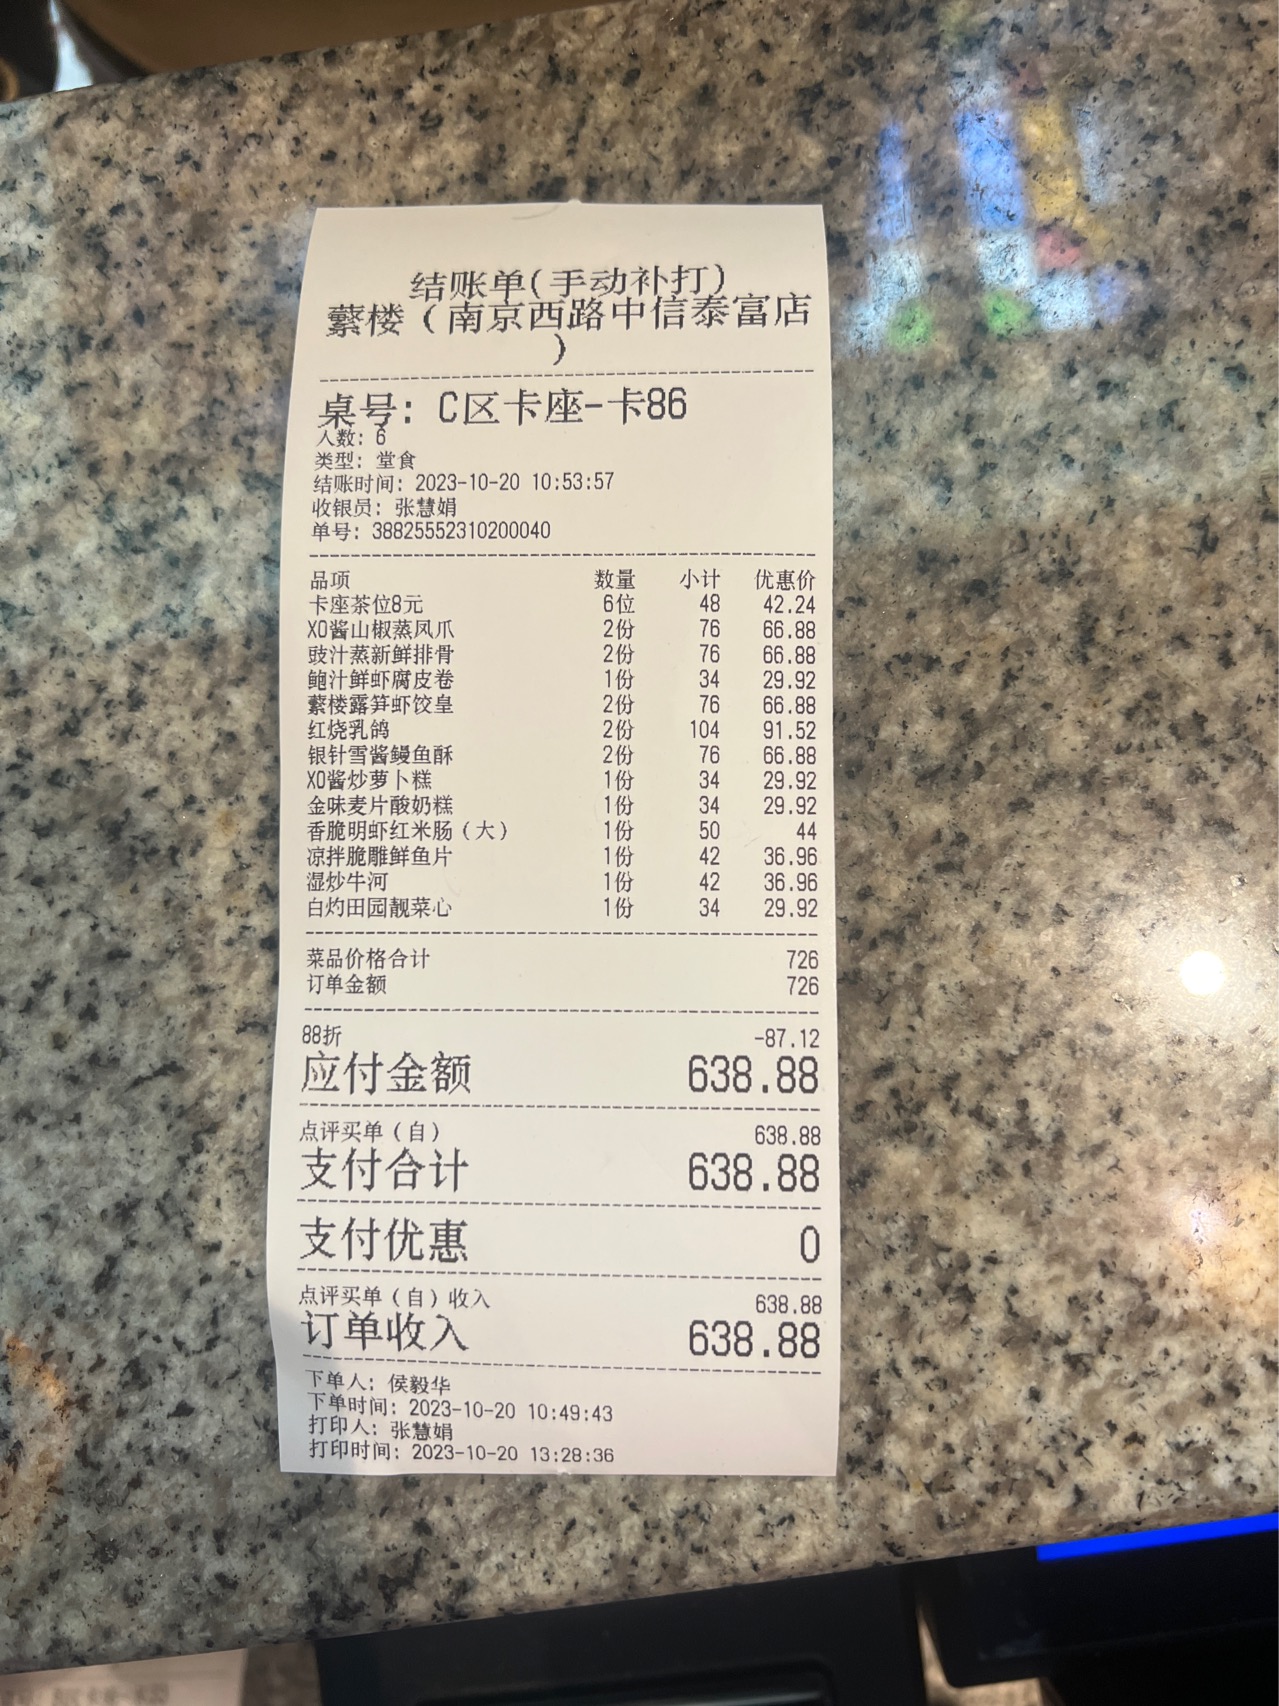 结账单(手动补打)
蘩楼(南京西路中信泰富店
)
桌号: C区卡座-卡86
人数: 6
类型: 堂食
结账时间: 2023-10-20 10:53:57
收银员: 张慧娟
单号: 38825552310200040
品项 数量 小计 优惠价
卡座茶位8元 6位 48 42.24
XO酱山椒蒸凤爪 2份 76 66.88
豉汁蒸新鲜排骨 2份 76 66.88
鲍汁鲜虾腐皮卷 1份 34 29.92
蘩楼露笋虾饺皇 2份 76 66.88
红烧乳鸽 2份 104 91.52
银针雪酱鳗鱼酥 2份 76 66.88
XO酱炒萝卜糕 1份 34 29.92
金味麦片酸奶糕 1份 34 29.92
香脆明虾红米肠(大) 1份 50 44
凉拌脆雕鲜鱼片 1份 42 36.96
湿炒牛河 1份 42 36.96
白灼田园靓菜心 1份 34 29.92
菜品价格合计 726
订单金额 726
88折 -87.12
应付金额 638.88
点评买单(自) 638.88
支付合计 638.88
支付优惠 0
点评买单(自)收入 638.88
订单收入 638.88
下单人: 侯毅华
下单时间: 2023-10-20 10:49:43
打印人: 张慧娟
打印时间: 2023-10-20 13:28:36